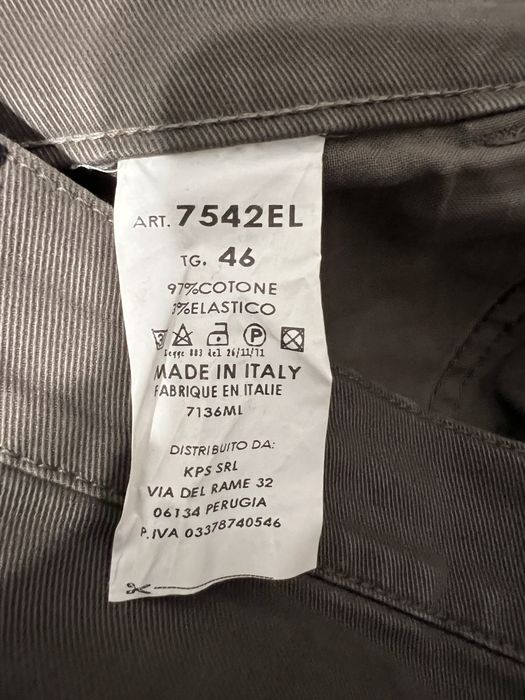 ART. 7542EL
TG. 46
97%COTONE
3%ELASTICO
Legge 883 del 26/11/71
MADE IN ITALY
FABRIQUE EN ITALIE
7136ML
DISTRIBUITO DA:
KPS SRL
VIA DEL RAME 32
06134 PERUGIA
P.IVA 03378740546